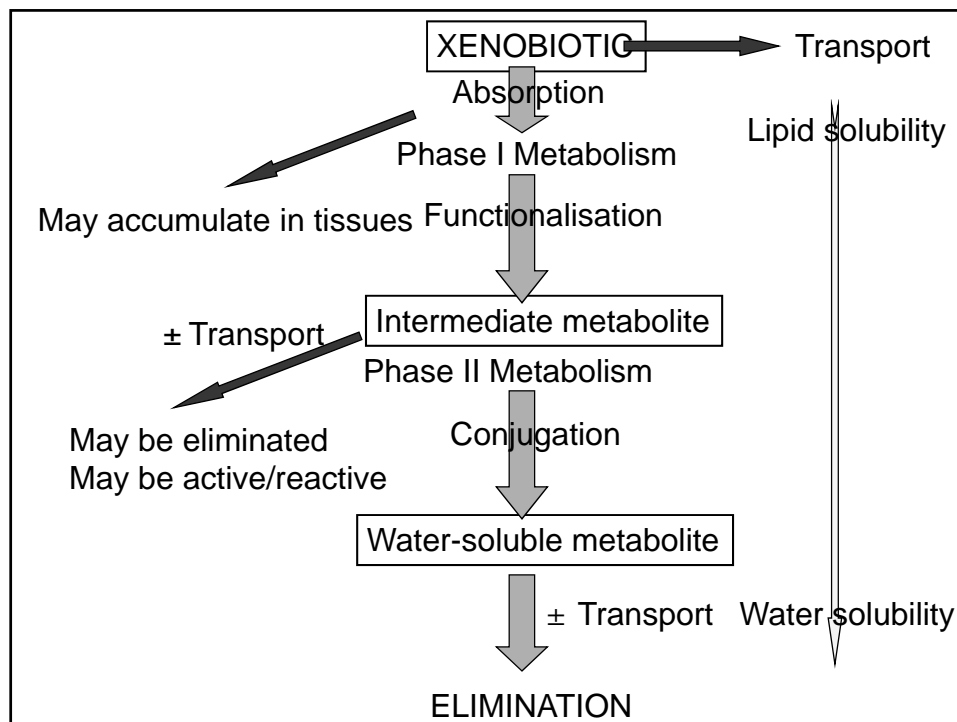 XENOBIOTIC
Transport
Absorption
Lipid solubility
Phase I Metabolism
May accumulate in tissues
Functionalisation
Intermediate metabolite
± Transport
Phase II Metabolism
May be eliminated
May be active/reactive
Conjugation
Water-soluble metabolite
± Transport
Water solubility
ELIMINATION